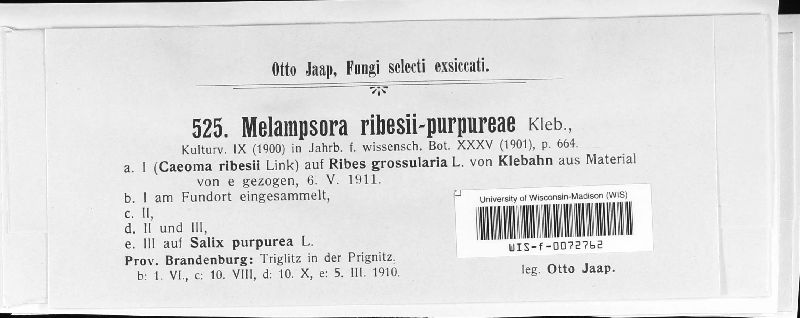 Otto Jaap, Fungi selecti exsiccati.
525. Melampsora ribesii-purpureae Kleb.,
Kulturv. IX (1900) in Jahrb. f. wissensch. Bot. XXXV (1901), p. 664.
a. I (Caeoma ribesii Link) auf Ribes grossularia L. von Klebahn aus Material
von e gezogen, 6. V. 1911.
b. I am Fundort eingesammelt,
c. II,
d. II und III,
e. III auf Salix purpurea L.
Prov. Brandenburg: Triglitz in der Prignitz.
b: 1. VI., c: 10. VIII, d: 10. X, e: 5. III. 1910.
University of Wisconsin-Madison (WIS)
WIS-f-0072762
leg. Otto Jaap.